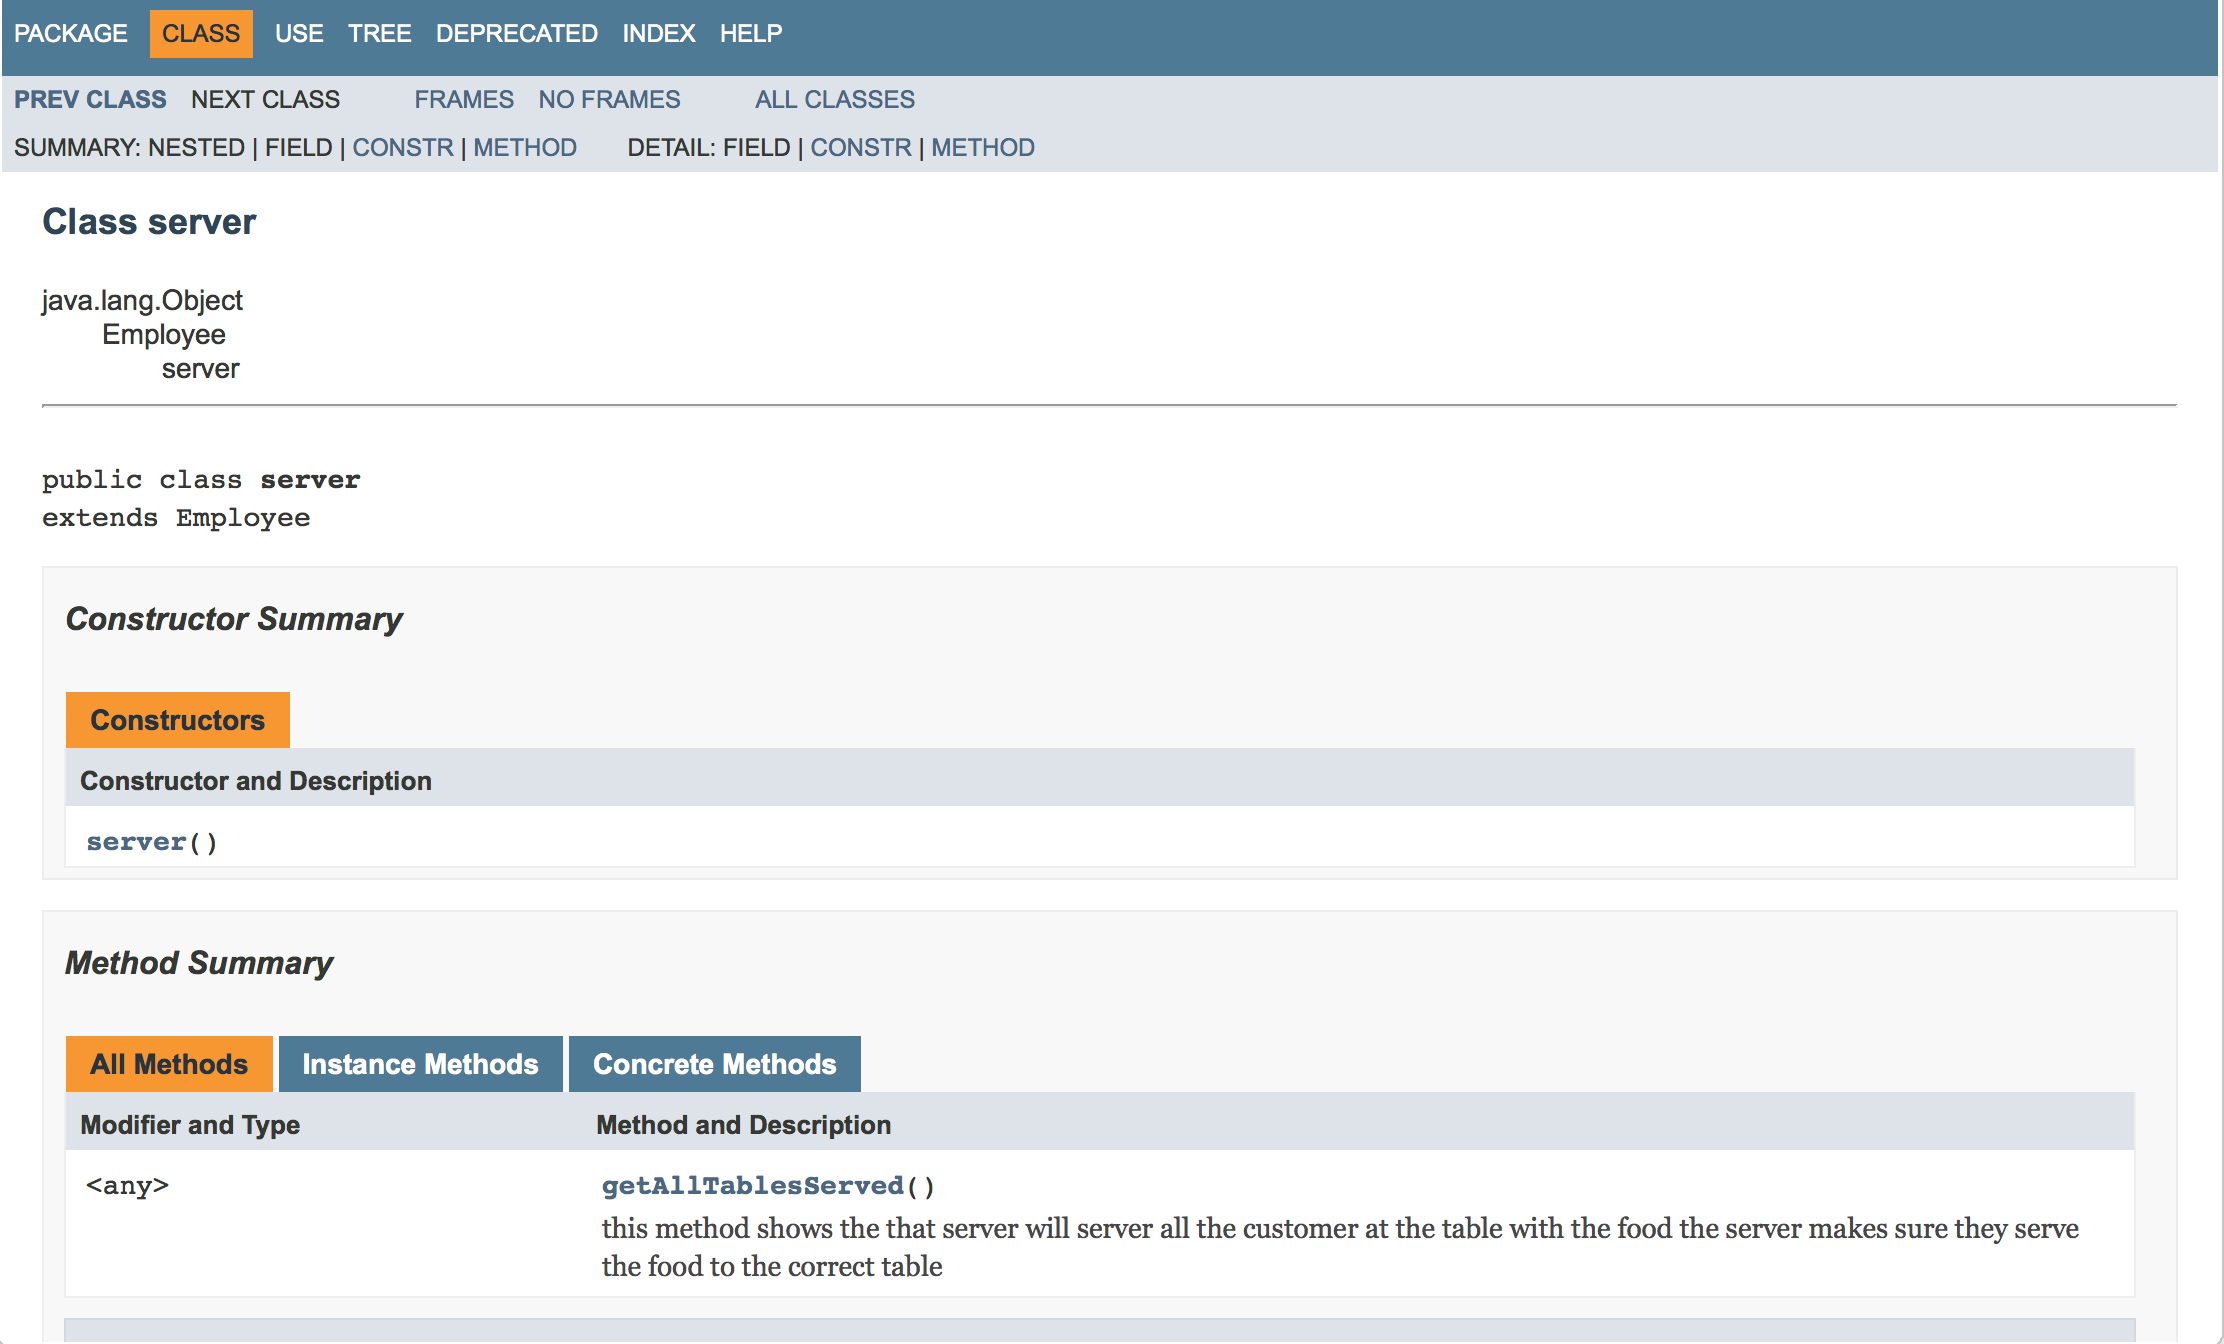 PACKAGE CLASS USE TREE DEPRECATED INDEX HELP
PREV CLASS NEXT CLASS FRAMES NO FRAMES ALL CLASSES
SUMMARY: NESTED | FIELD | CONSTR | METHOD DETAIL: FIELD | CONSTR | METHOD
Class server
java.lang.Object
Employee
server
public class server
extends Employee
Constructor Summary
Constructors
Constructor and Description
server()
Method Summary
All Methods Instance Methods Concrete Methods
Modifier and Type Method and Description
<any> getAllTablesServed()
this method shows the that server will server all the customer at the table with the food the server makes sure they serve
the food to the correct table